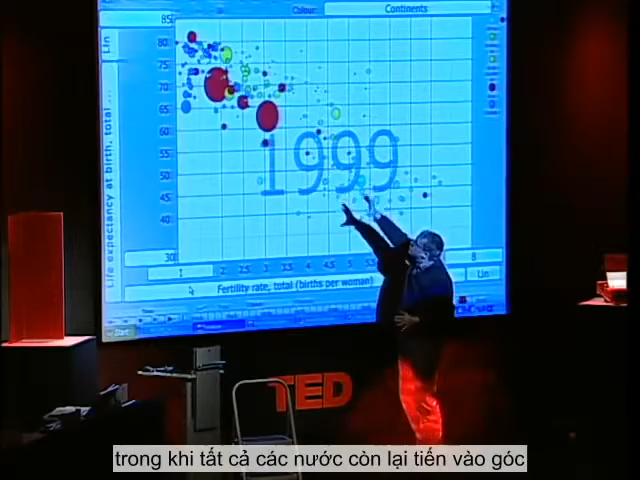 Colour:
Continents
Lin
85
80
75
70
65
60
55
50
45
40
30
1999
Life expectancy at birth, total ...
1
2
2.5
3
3.5
4
4.5
5
5.5
8
Fertility rate, total (births per woman)
Lin
Start
TED
trong khi tất cả các nước còn lại tiến vào góc